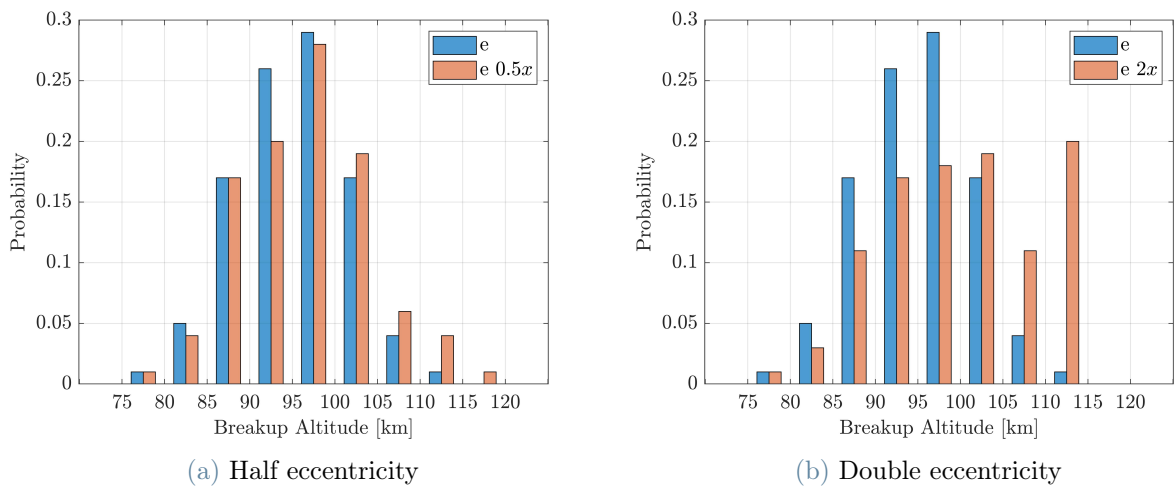 0.3
0.25
0.2
0.15
0.1
0.05
0
Probability
75 80 85 90 95 100 105 110 115 120
Breakup Altitude [km]
e
e 0.5x
(a) Half eccentricity
0.3
0.25
0.2
0.15
0.1
0.05
0
Probability
75 80 85 90 95 100 105 110 115 120
Breakup Altitude [km]
e
e 2x
(b) Double eccentricity